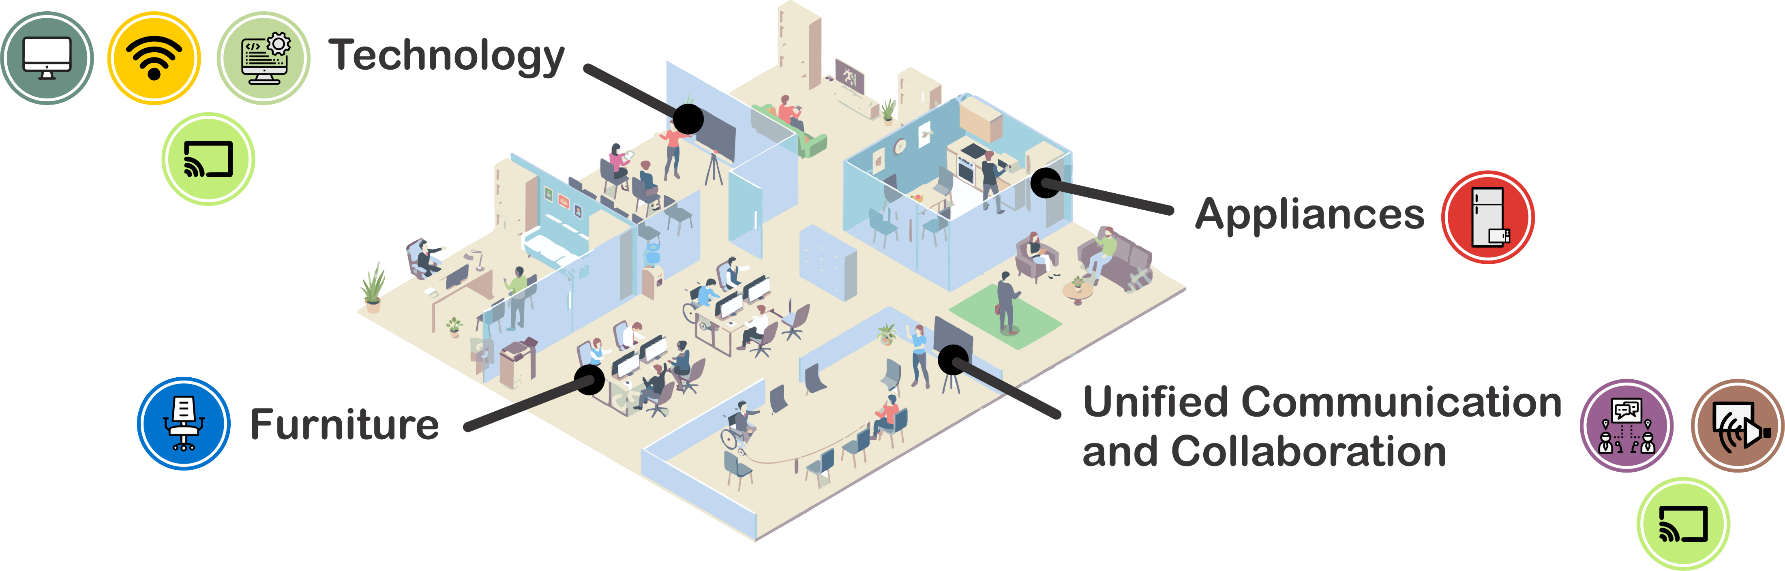 Technology
Appliances
Furniture
Unified Communication
and Collaboration